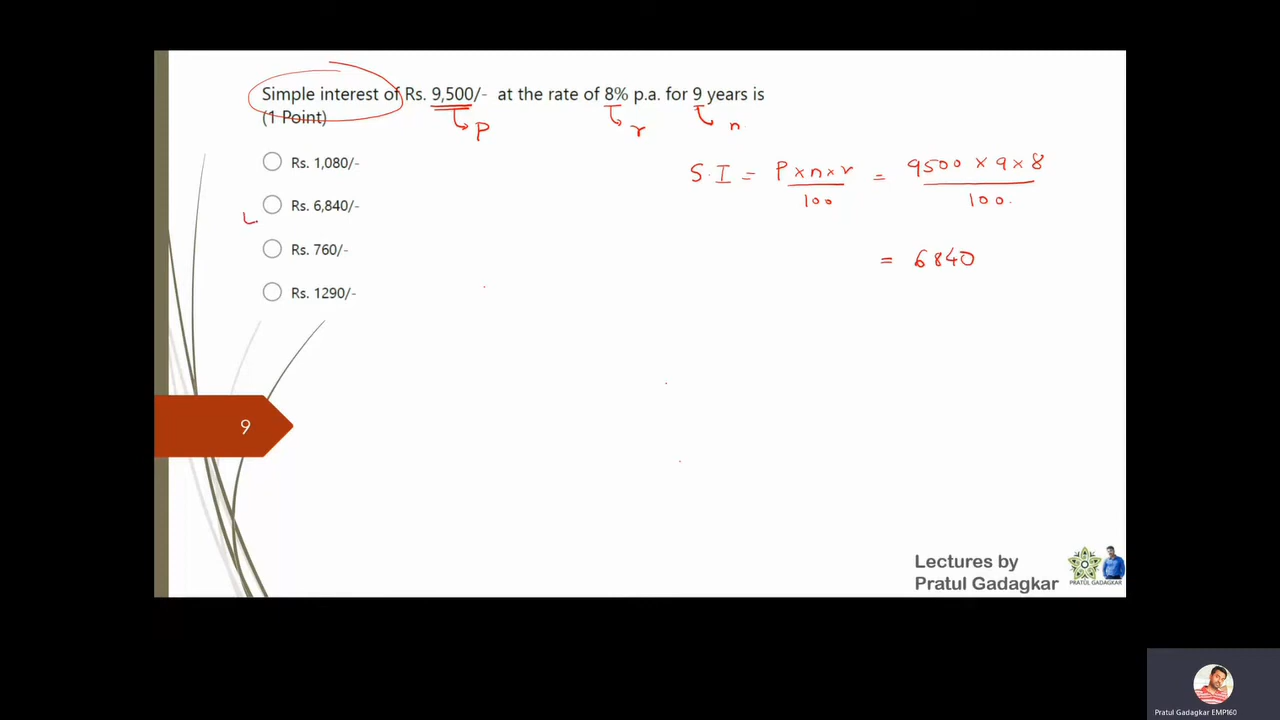 Simple interest of Rs. 9,500/- at the rate of 8% p.a. for 9 years is
(1 Point)
P
r
n
Rs. 1,080/-
Rs. 6,840/-
Rs. 760/-
Rs. 1290/-
S.I = P×n×r / 100 = 9500 × 9 × 8 / 100
= 6840
9
Lectures by
Pratul Gadagkar
PRATUL GADAGKAR
Pratul Gadagkar EMP160